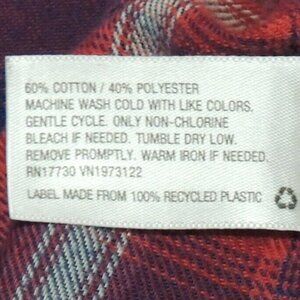 60% COTTON / 40% POLYESTER
MACHINE WASH COLD WITH LIKE COLORS.
GENTLE CYCLE. ONLY NON-CHLORINE
BLEACH IF NEEDED. TUMBLE DRY LOW.
REMOVE PROMPTLY. WARM IRON IF NEEDED.
RN17730 VN1973122
LABEL MADE FROM 100% RECYCLED PLASTIC